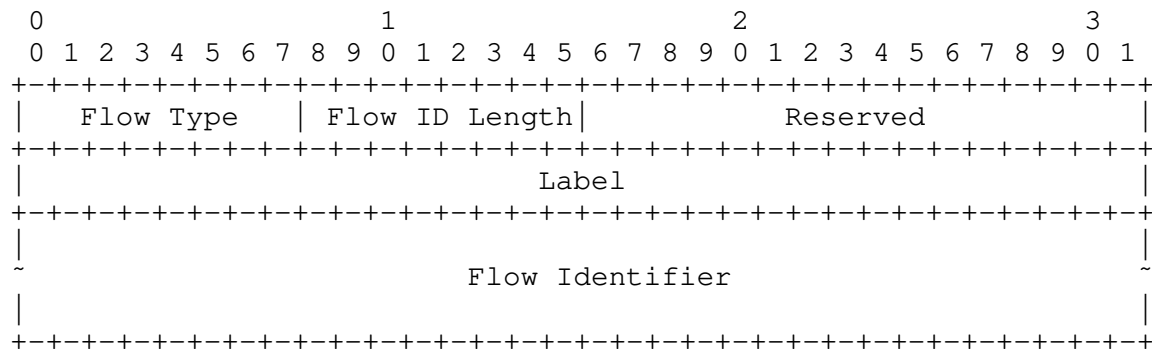 0                   1                   2                   3
 0 1 2 3 4 5 6 7 8 9 0 1 2 3 4 5 6 7 8 9 0 1 2 3 4 5 6 7 8 9 0 1
+-+-+-+-+-+-+-+-+-+-+-+-+-+-+-+-+-+-+-+-+-+-+-+-+-+-+-+-+-+-+-+-+
|   Flow Type   | Flow ID Length|           Reserved            |
+-+-+-+-+-+-+-+-+-+-+-+-+-+-+-+-+-+-+-+-+-+-+-+-+-+-+-+-+-+-+-+-+
|                             Label                             |
+-+-+-+-+-+-+-+-+-+-+-+-+-+-+-+-+-+-+-+-+-+-+-+-+-+-+-+-+-+-+-+-+
|                                                               |
~                         Flow Identifier                       ~
|                                                               |
+-+-+-+-+-+-+-+-+-+-+-+-+-+-+-+-+-+-+-+-+-+-+-+-+-+-+-+-+-+-+-+-+